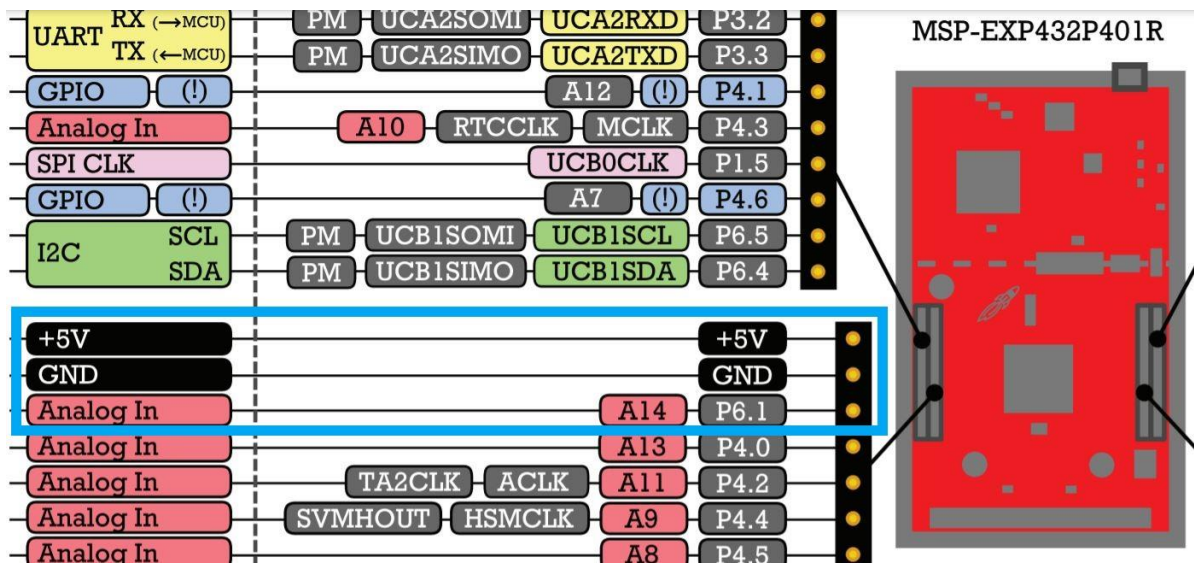 MSP-EXP432P401R
UART RX (→MCU) PM UCA2SOMI UCA2RXD P3.2
TX (←MCU) PM UCA2SIMO UCA2TXD P3.3
GPIO (!) A12 (!) P4.1
Analog In A10 RTCCLK MCLK P4.3
SPI CLK UCB0CLK P1.5
GPIO (!) A7 (!) P4.6
I2C SCL PM UCB1SOMI UCB1SCL P6.5
SDA PM UCB1SIMO UCB1SDA P6.4
+5V +5V
GND GND
Analog In A14 P6.1
Analog In A13 P4.0
Analog In TA2CLK ACLK A11 P4.2
Analog In SVMHOUT HSMCLK A9 P4.4
Analog In A8 P4.5